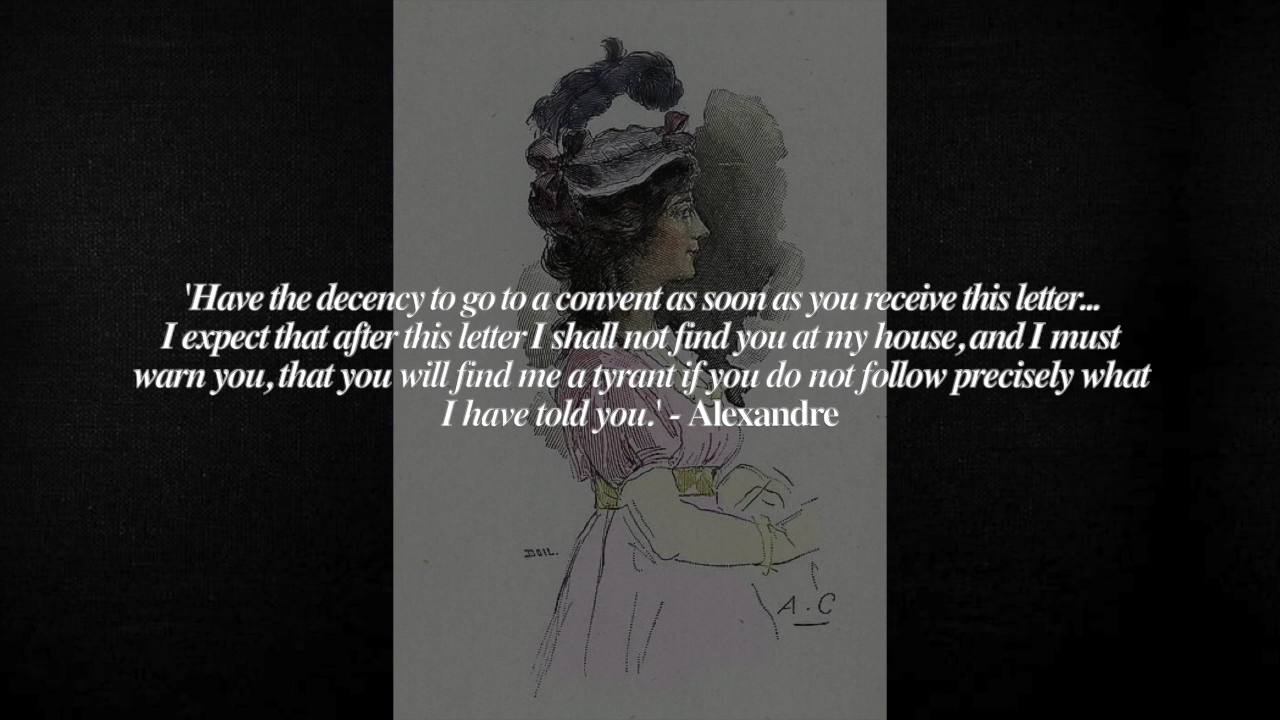 'Have the decency to go to a convent as soon as you receive this letter...
I expect that after this letter I shall not find you at my house, and I must
warn you, that you will find me a tyrant if you do not follow precisely what
I have told you.' - Alexandre
DOIL.
A. C